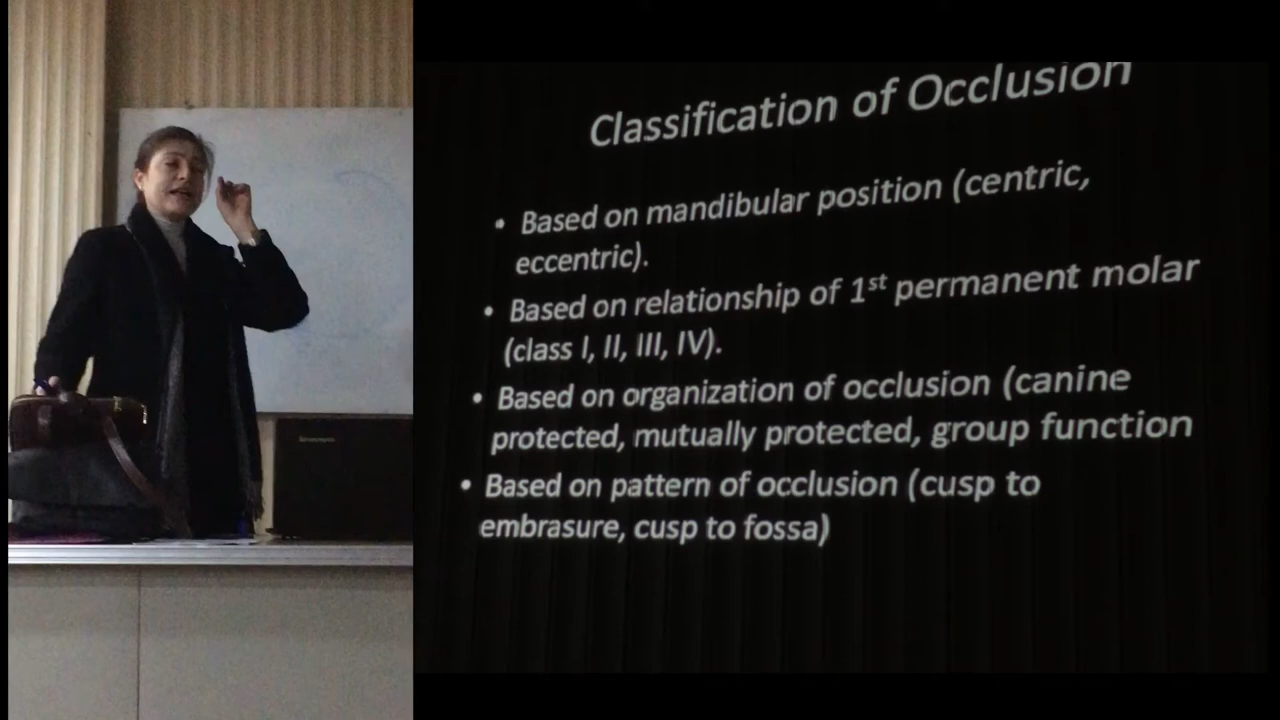 Classification of Occlusion
• Based on mandibular position (centric,
eccentric).
• Based on relationship of 1st permanent molar
(class I, II, III, IV).
• Based on organization of occlusion (canine
protected, mutually protected, group function
• Based on pattern of occlusion (cusp to
embrasure, cusp to fossa)